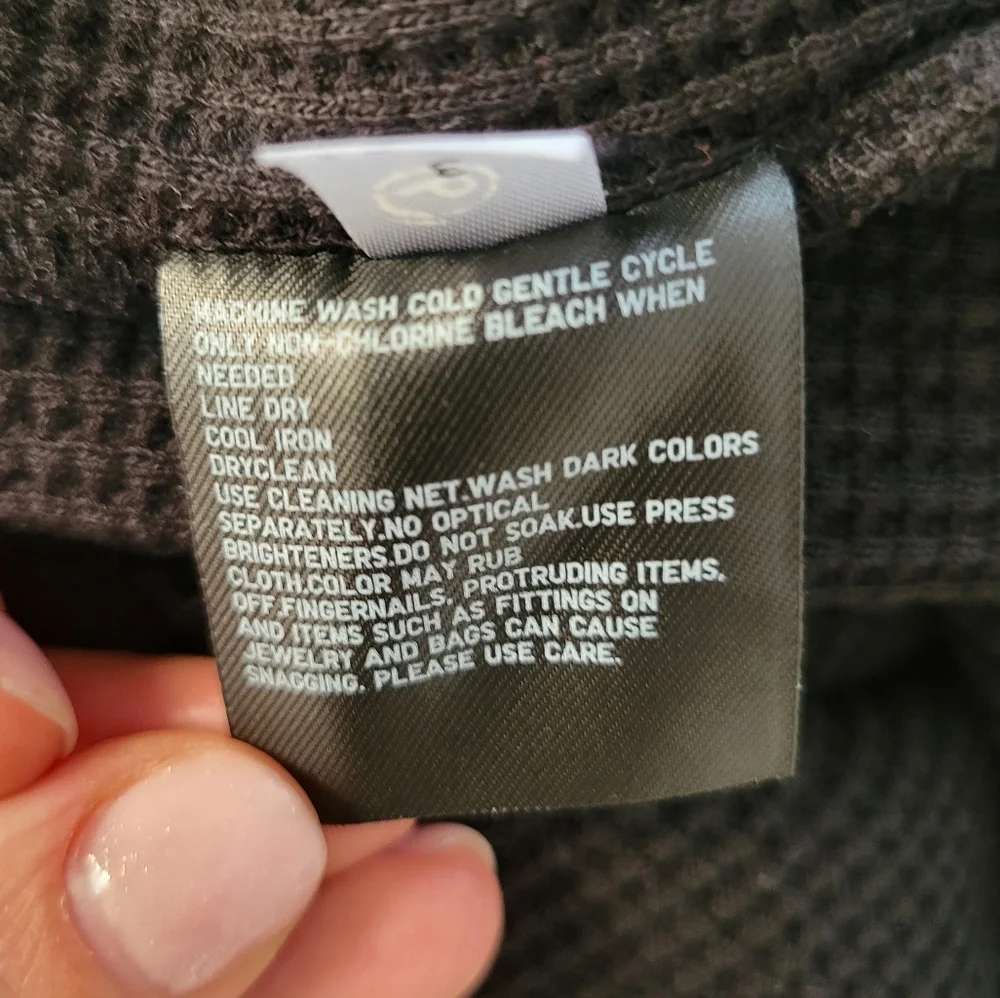 P
MACHINE WASH COLD GENTLE CYCLE
ONLY NON-CHLORINE BLEACH WHEN
NEEDED
LINE DRY
COOL IRON
DRYCLEAN
USE CLEANING NET.WASH DARK COLORS
SEPARATELY.NO OPTICAL
BRIGHTENERS.DO NOT SOAK.USE PRESS
CLOTH.COLOR MAY RUB
OFF.FINGERNAILS, PROTRUDING ITEMS,
AND ITEMS SUCH AS FITTINGS ON
JEWELRY AND BAGS CAN CAUSE
SNAGGING. PLEASE USE CARE.